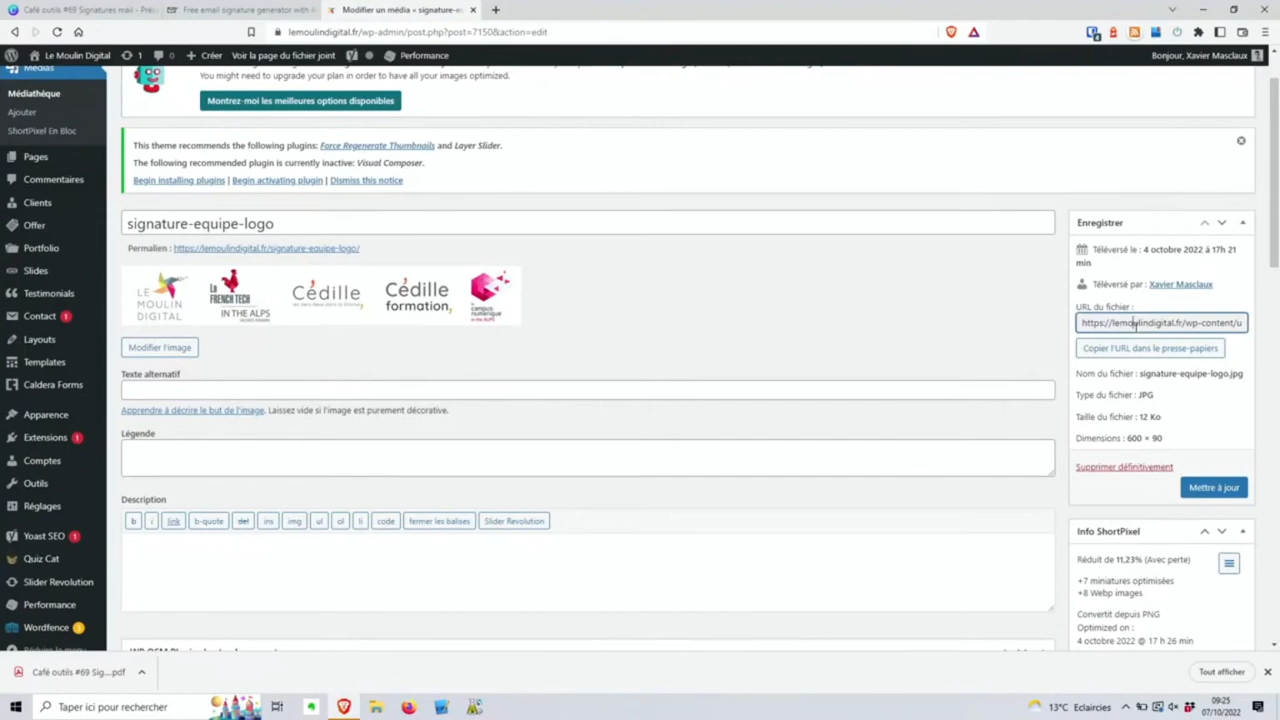 Café outils #69 Signatures mail - Prés
Free email signature generator with
Modifier un média « signature-e
lemoulindigital.fr/wp-admin/post.php?post=7150&action=edit
Le Moulin Digital
1
0
Créer
Voir la page du fichier joint
Performance
Bonjour, Xavier Masclaux
Médias
Médiathèque
Ajouter
ShortPixel En Bloc
Pages
Commentaires
Clients
Offer
Portfolio
Slides
Testimonials
Contact 1
Layouts
Templates
Caldera Forms
Apparence
Extensions 1
Comptes
Outils
Réglages
Yoast SEO 1
Quiz Cat
Slider Revolution
Performance
Wordfence
You might need to upgrade your plan in order to have all your images optimized.
Montrez-moi les meilleures options disponibles
This theme recommends the following plugins: Force Regenerate Thumbnails and Layer Slider.
The following recommended plugin is currently inactive: Visual Composer.
Begin installing plugins | Begin activating plugin | Dismiss this notice
signature-equipe-logo
Permalien : https://lemoulindigital.fr/signature-equipe-logo/
LE
MOULIN
DIGITAL
La
FRENCH TECH
IN THE ALPS
Cédille
Cédille
formation,
le
campus
numérique
Modifier l'image
Texte alternatif
Apprendre à décrire le but de l'image. Laissez vide si l'image est purement décorative.
Légende
Description
b
i
link
b-quote
del
ins
img
ul
ol
li
code
fermer les balises
Slider Revolution
Enregistrer
Téléversé le : 4 octobre 2022 à 17h 21
min
Téléversé par : Xavier Masclaux
URL du fichier :
https://lemoulindigital.fr/wp-content/u
Copier l'URL dans le presse-papiers
Nom du fichier : signature-equipe-logo.jpg
Type du fichier : JPG
Taille du fichier : 12 Ko
Dimensions : 600 × 90
Supprimer définitivement
Mettre à jour
Info ShortPixel
Réduit de 11,23% (Avec perte)
+7 miniatures optimisées
+8 Webp images
Convertit depuis PNG
Optimized on :
4 octobre 2022 @ 17 h 26 min
Café outils #69 Sig....pdf
Tout afficher
Taper ici pour rechercher
13°C Eclaircies
09:25
07/10/2022